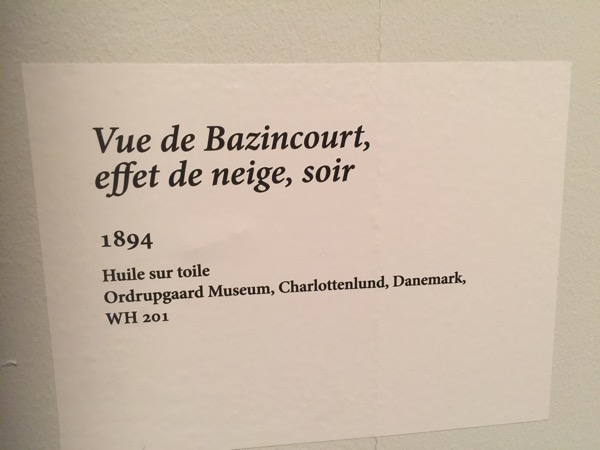 Vue de Bazincourt,
effet de neige, soir
1894
Huile sur toile
Ordrupgaard Museum, Charlottenlund, Danemark,
WH 201